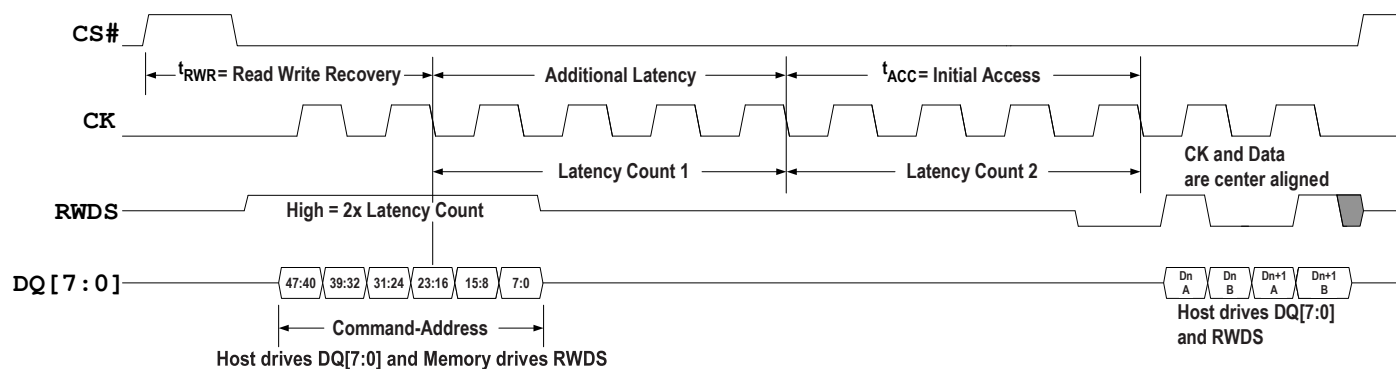 CS#
tRWR= Read Write Recovery
Additional Latency
tACC= Initial Access
CK
Latency Count 1
Latency Count 2
CK and Data
are center aligned
RWDS
High = 2x Latency Count
DQ[7:0]
47:40 39:32 31:24 23:16 15:8 7:0
Dn A
Dn B
Dn+1 A
Dn+1 B
Command-Address
Host drives DQ[7:0] and Memory drives RWDS
Host drives DQ[7:0]
and RWDS